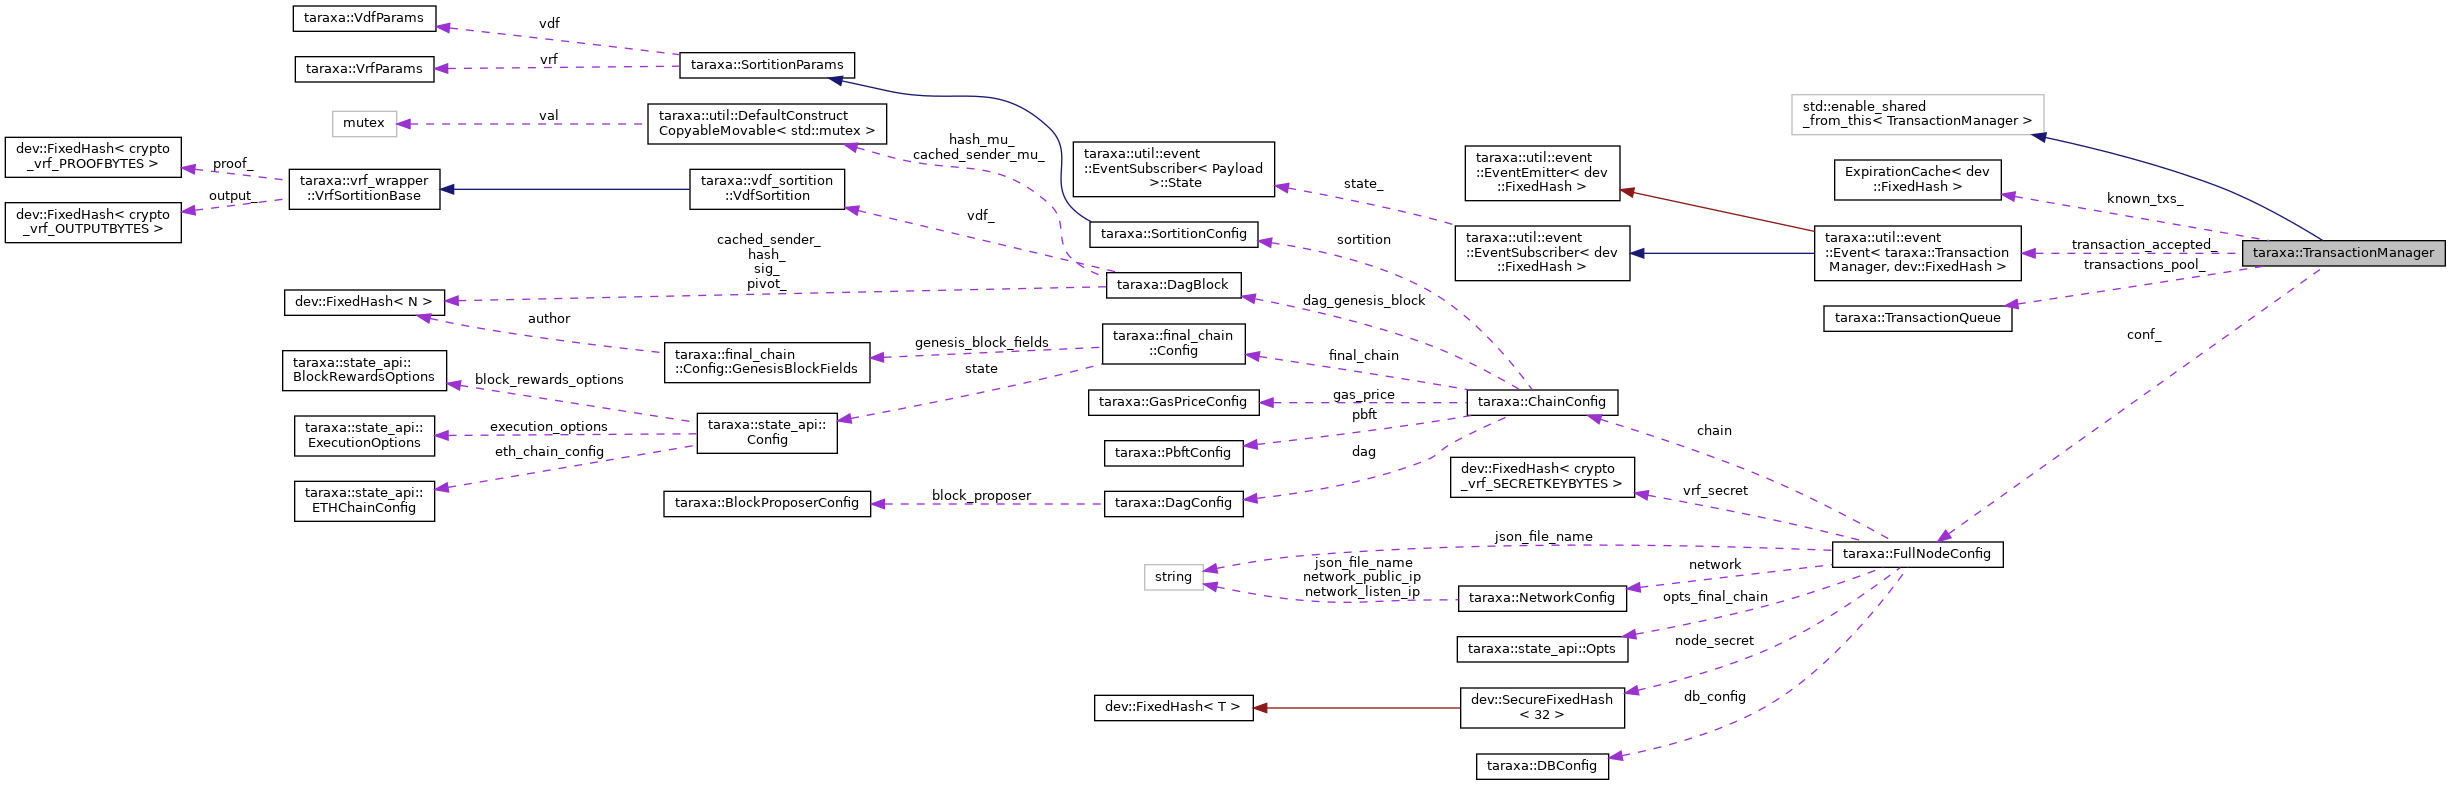 taraxa::VdfParams
vdf
taraxa::VrfParams
vrf
taraxa::SortitionParams
mutex
val
taraxa::util::DefaultConstruct
CopyableMovable< std::mutex >
dev::FixedHash< crypto
_vrf_PROOFBYTES >
proof_
dev::FixedHash< crypto
_vrf_OUTPUTBYTES >
output_
taraxa::vrf_wrapper
::VrfSortitionBase
taraxa::vdf_sortition
::VdfSortition
hash_mu_
cached_sender_mu_
vdf_
cached_sender_
hash_
sig_
pivot_
dev::FixedHash< N >
author
taraxa::final_chain
::Config::GenesisBlockFields
genesis_block_fields
state
taraxa::state_api::
BlockRewardsOptions
block_rewards_options
taraxa::state_api::
ExecutionOptions
execution_options
taraxa::state_api::
ETHChainConfig
eth_chain_config
taraxa::state_api::
Config
taraxa::BlockProposerConfig
block_proposer
taraxa::util::event
::EventSubscriber< Payload
>::State
state_
taraxa::SortitionConfig
sortition
taraxa::DagBlock
dag_genesis_block
taraxa::final_chain
::Config
final_chain
taraxa::GasPriceConfig
gas_price
taraxa::PbftConfig
pbft
taraxa::DagConfig
dag
taraxa::ChainConfig
chain
taraxa::util::event
::EventEmitter< dev
::FixedHash >
taraxa::util::event
::EventSubscriber< dev
::FixedHash >
std::enable_shared
_from_this< TransactionManager >
ExpirationCache< dev
::FixedHash >
known_txs_
taraxa::util::event
::Event< taraxa::Transaction
Manager, dev::FixedHash >
transaction_accepted_
transactions_pool_
taraxa::TransactionQueue
taraxa::TransactionManager
conf_
dev::FixedHash< crypto
_vrf_SECRETKEYBYTES >
vrf_secret
taraxa::FullNodeConfig
json_file_name
string
json_file_name
network_public_ip
network_listen_ip
taraxa::NetworkConfig
network
opts_final_chain
taraxa::state_api::Opts
node_secret
dev::FixedHash< T >
dev::SecureFixedHash
< 32 >
db_config
taraxa::DBConfig